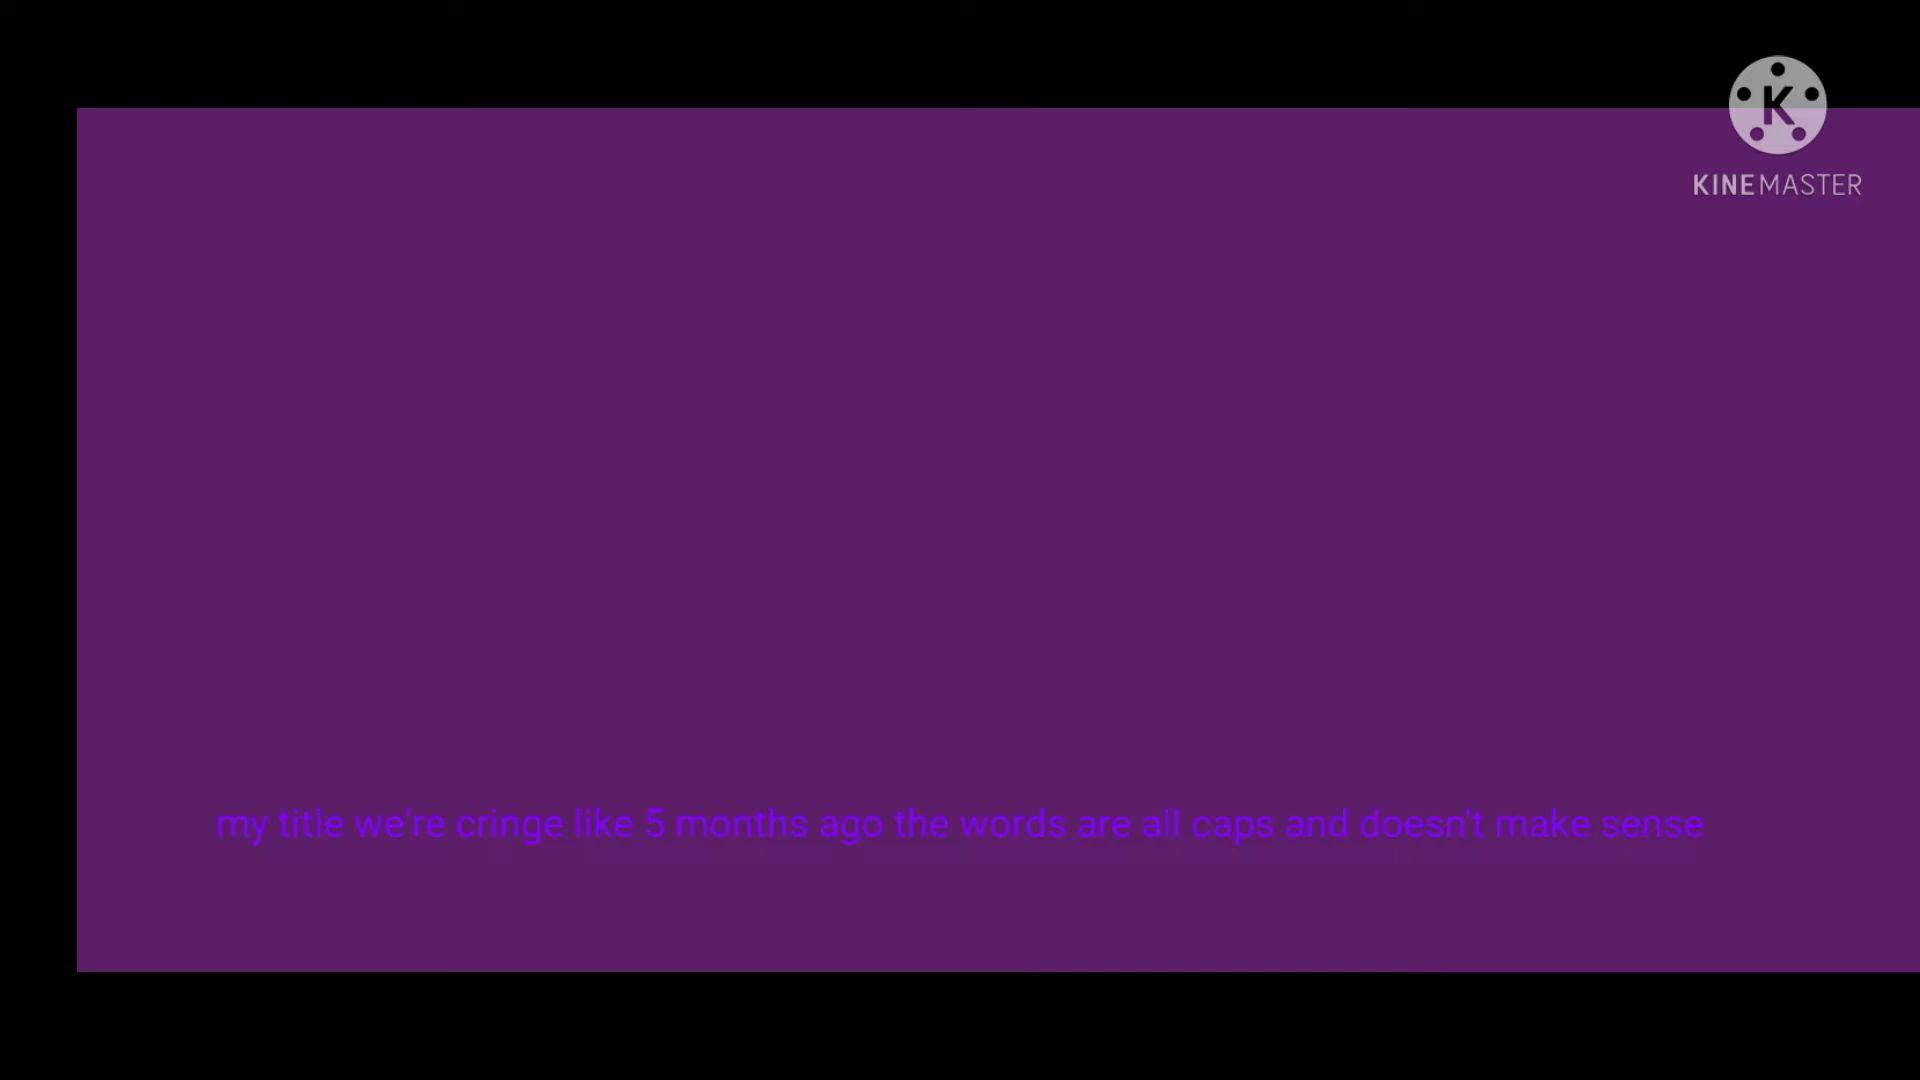 K
KINEMASTER
my title we're cringe like 5 months ago the words are all caps and doesn't make sense